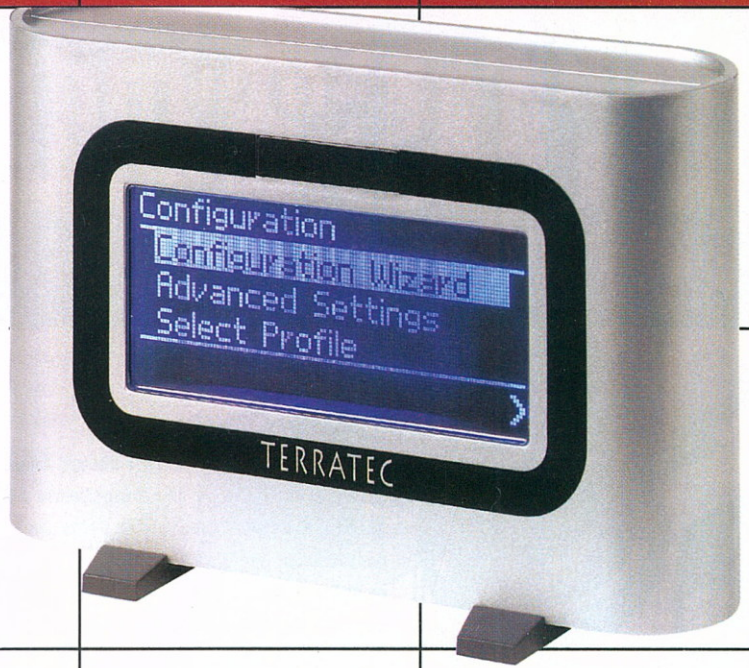 Configuration
Configuration Wizard
Advanced Settings
Select Profile
>
TERRATEC